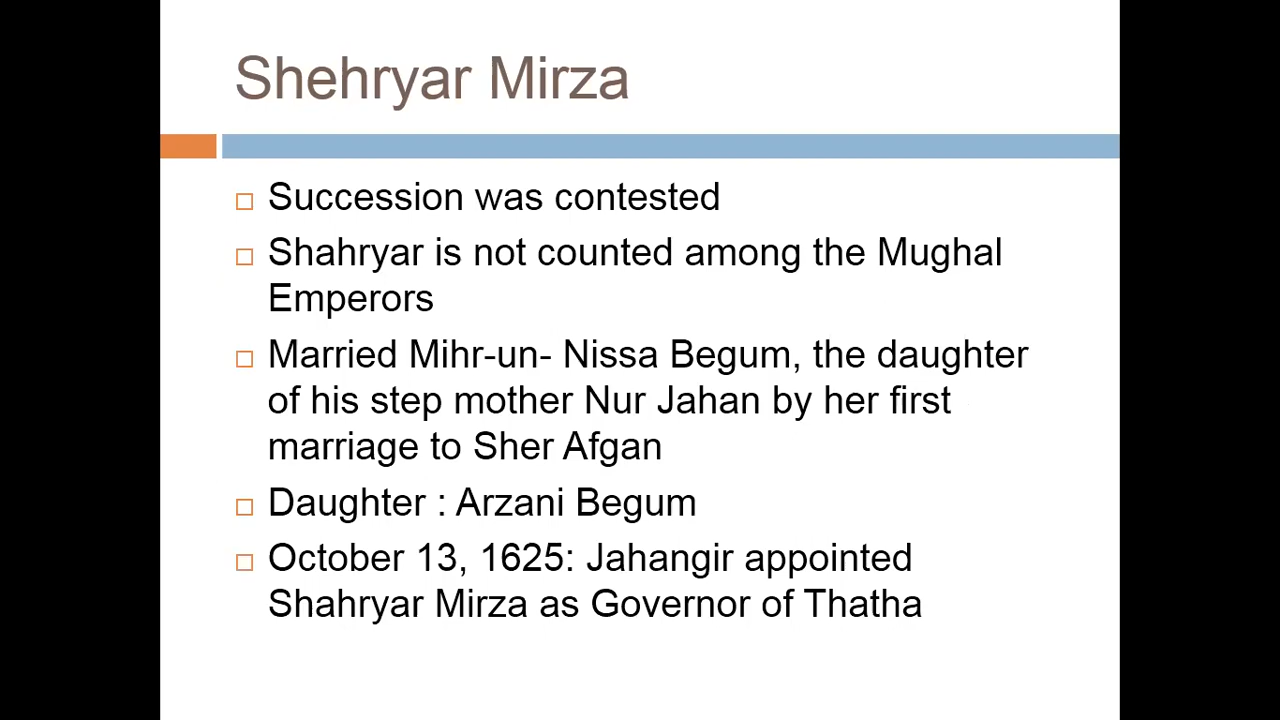 Shehryar Mirza
Succession was contested
Shahryar is not counted among the Mughal
Emperors
Married Mihr-un- Nissa Begum, the daughter
of his step mother Nur Jahan by her first
marriage to Sher Afgan
Daughter : Arzani Begum
October 13, 1625: Jahangir appointed
Shahryar Mirza as Governor of Thatha